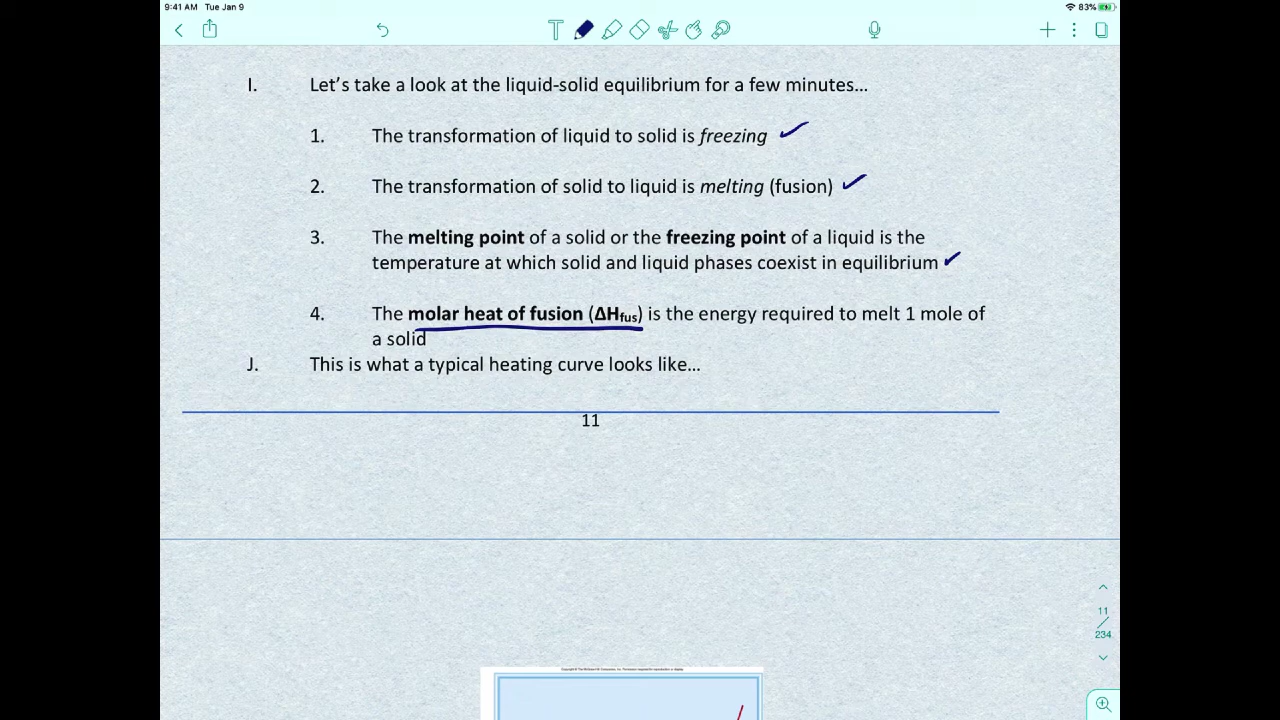 9:41 AM Tue Jan 9
83%
T
I. Let's take a look at the liquid-solid equilibrium for a few minutes…
1. The transformation of liquid to solid is freezing
2. The transformation of solid to liquid is melting (fusion)
3. The melting point of a solid or the freezing point of a liquid is the
temperature at which solid and liquid phases coexist in equilibrium
4. The molar heat of fusion (ΔHfus) is the energy required to melt 1 mole of
a solid
J. This is what a typical heating curve looks like…
11
11
/
234